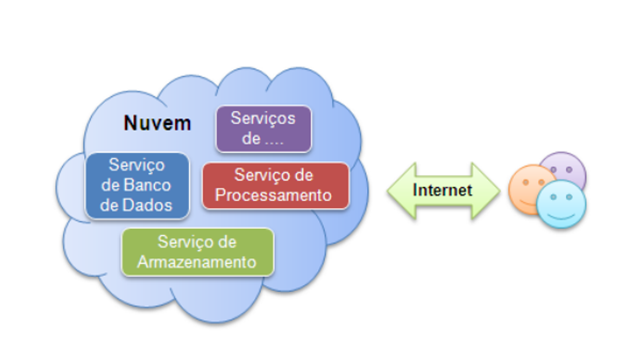 Nuvem
Serviços
de ....
Serviço
de Banco
de Dados
Serviço de
Processamento
Serviço de
Armazenamento
Internet